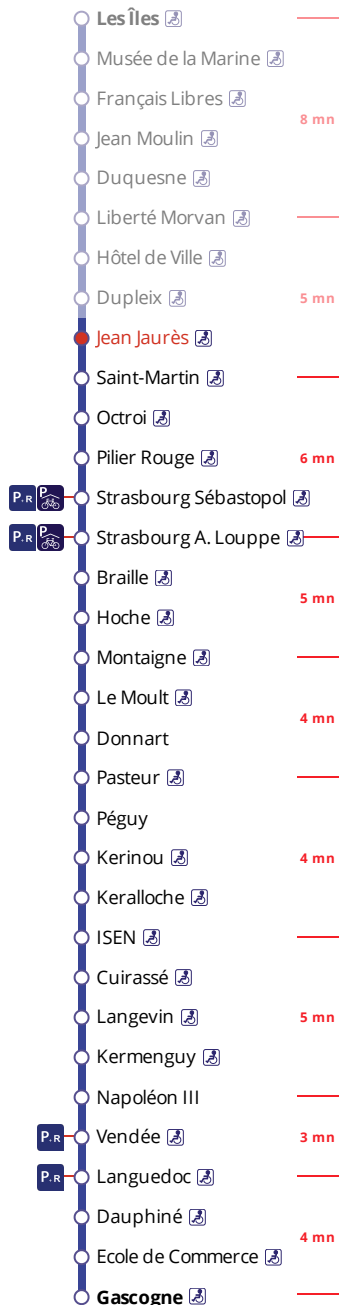 Les Îles
Musée de la Marine
Français Libres
8 mn
Jean Moulin
Duquesne
Liberté Morvan
Hôtel de Ville
Dupleix
5 mn
Jean Jaurès
Saint-Martin
Octroi
Pilier Rouge
6 mn
P+R P Strasbourg Sébastopol
P+R P Strasbourg A. Louppe
Braille
5 mn
Hoche
Montaigne
Le Moult
4 mn
Donnart
Pasteur
Péguy
Kerinou
4 mn
Keralloche
ISEN
Cuirassé
Langevin
5 mn
Kermenguy
Napoléon III
P+R Vendée
3 mn
P+R Languedoc
Dauphiné
4 mn
Ecole de Commerce
Gascogne